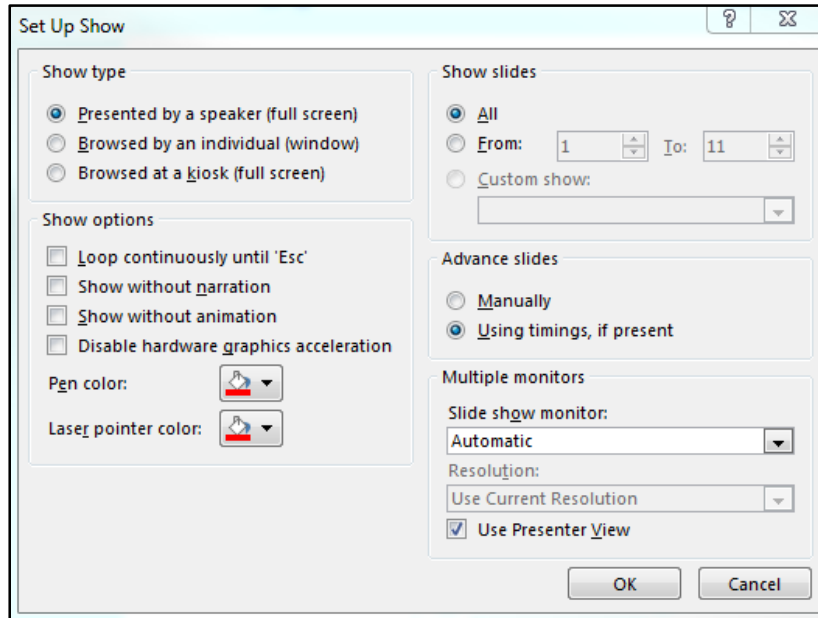 Set Up Show
Show type
Presented by a speaker (full screen)
Browsed by an individual (window)
Browsed at a kiosk (full screen)
Show options
Loop continuously until 'Esc'
Show without narration
Show without animation
Disable hardware graphics acceleration
Pen color:
Laser pointer color:
Show slides
All
From: 1 To: 11
Custom show:
Advance slides
Manually
Using timings, if present
Multiple monitors
Slide show monitor:
Automatic
Resolution:
Use Current Resolution
Use Presenter View
OK Cancel